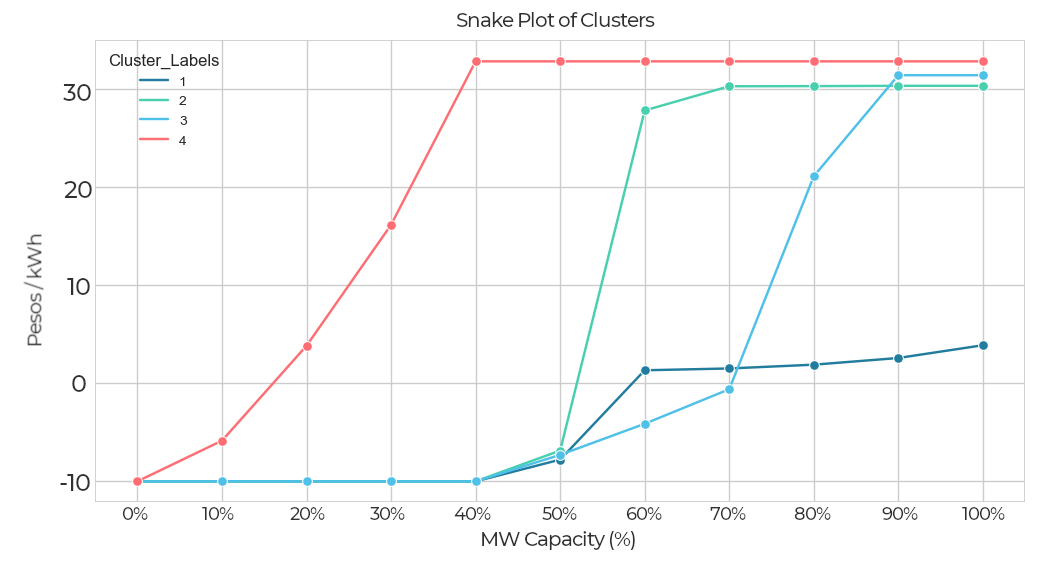 Snake Plot of Clusters
Cluster_Labels
1
2
3
4
30
20
10
0
-10
Pesos / kWh
0% 10% 20% 30% 40% 50% 60% 70% 80% 90% 100%
MW Capacity (%)